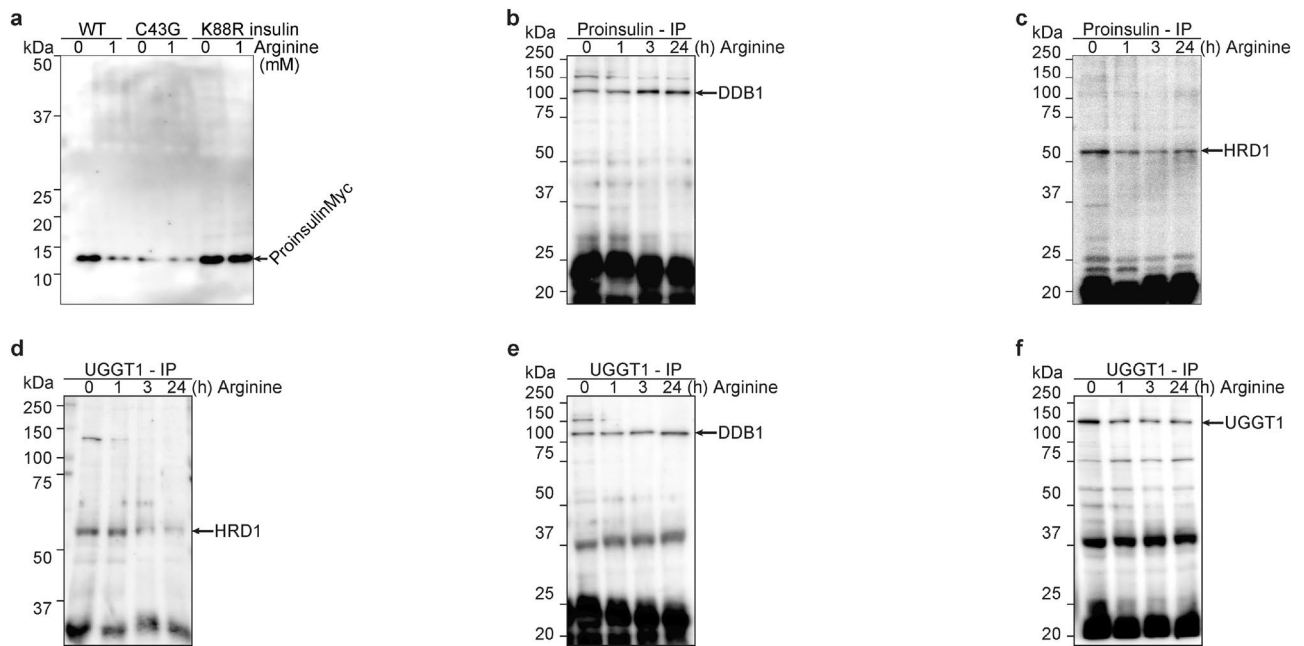 a
WT C43G K88R insulin
kDa 0 1 0 1 0 1 Arginine
(mM)
50
37
25
20
15
10
ProinsulinMyc
b
Proinsulin - IP
kDa 0 1 3 24 (h) Arginine
250
150
100
75
50
37
25
20
DDB1
c
Proinsulin - IP
kDa 0 1 3 24 (h) Arginine
250
150
100
75
50
37
25
20
HRD1
d
UGGT1 - IP
kDa 0 1 3 24 (h) Arginine
250
150
100
75
50
37
HRD1
e
UGGT1 - IP
kDa 0 1 3 24 (h) Arginine
250
150
100
75
50
37
25
20
DDB1
f
UGGT1 - IP
kDa 0 1 3 24 (h) Arginine
250
150
100
75
50
37
25
20
UGGT1